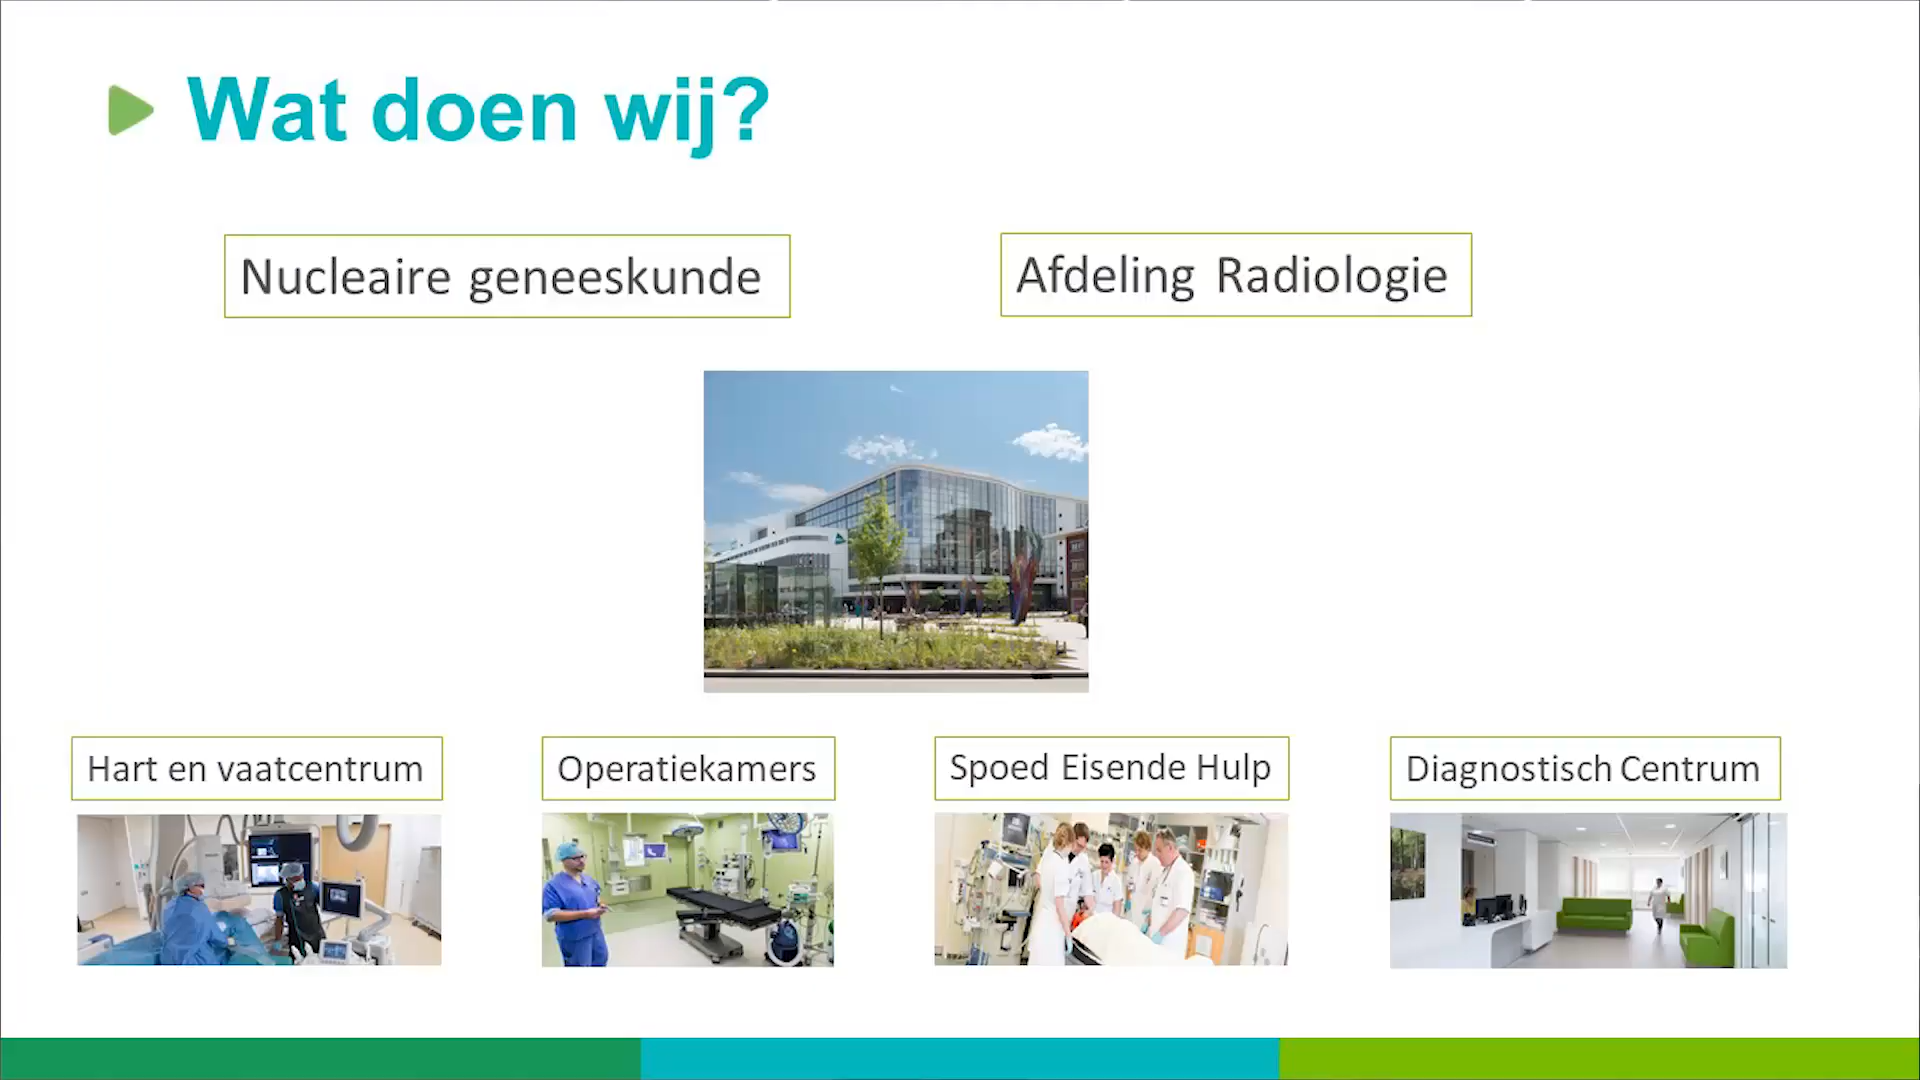 Wat doen wij?
Nucleaire geneeskunde
Afdeling Radiologie
Hart en vaatcentrum
Operatiekamers
Spoed Eisende Hulp
Diagnostisch Centrum